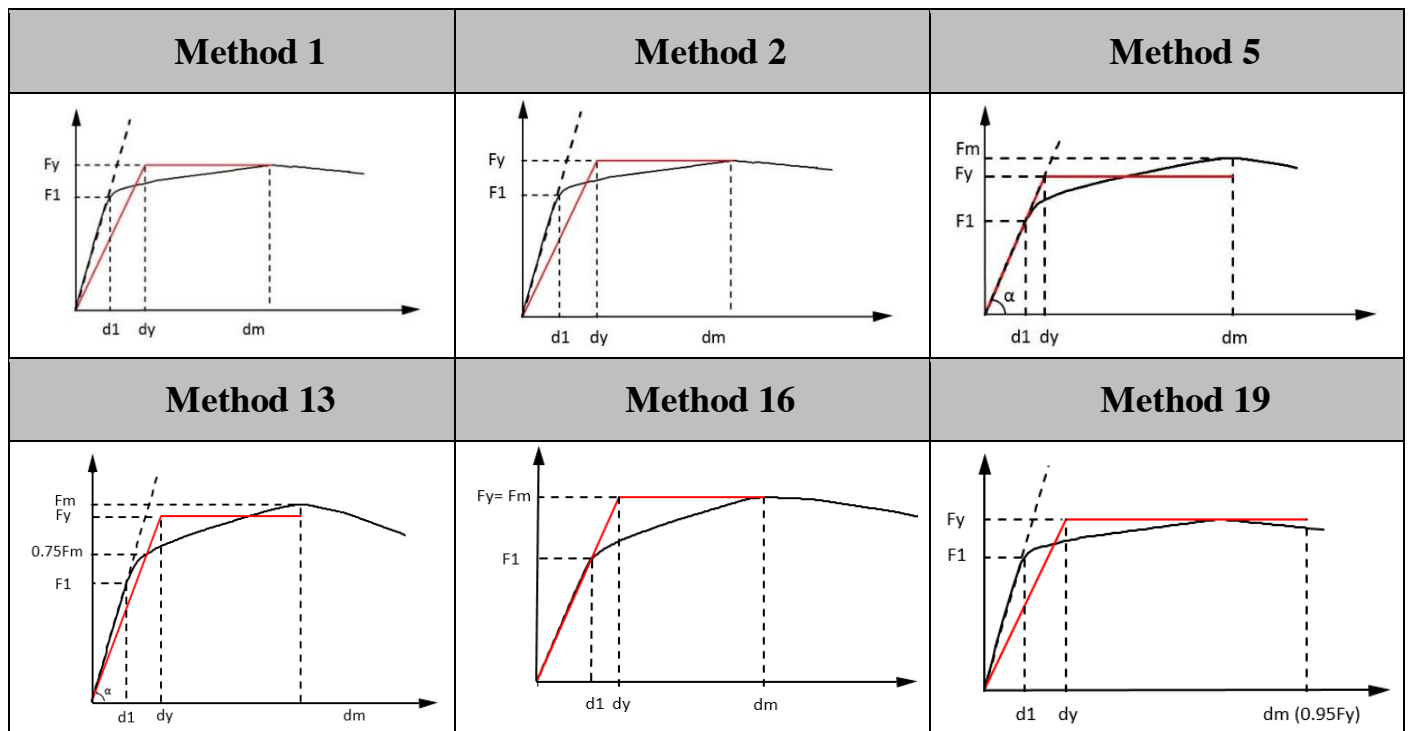 Method 1
Method 2
Method 5
Fy
F1
d1 dy dm
Fy
F1
d1 dy dm
Fm
Fy
F1
α
d1 dy dm
Method 13
Method 16
Method 19
Fm
Fy
0.75Fm
F1
α
d1 dy dm
Fy= Fm
F1
d1 dy dm
Fy
F1
d1 dy dm (0.95Fy)